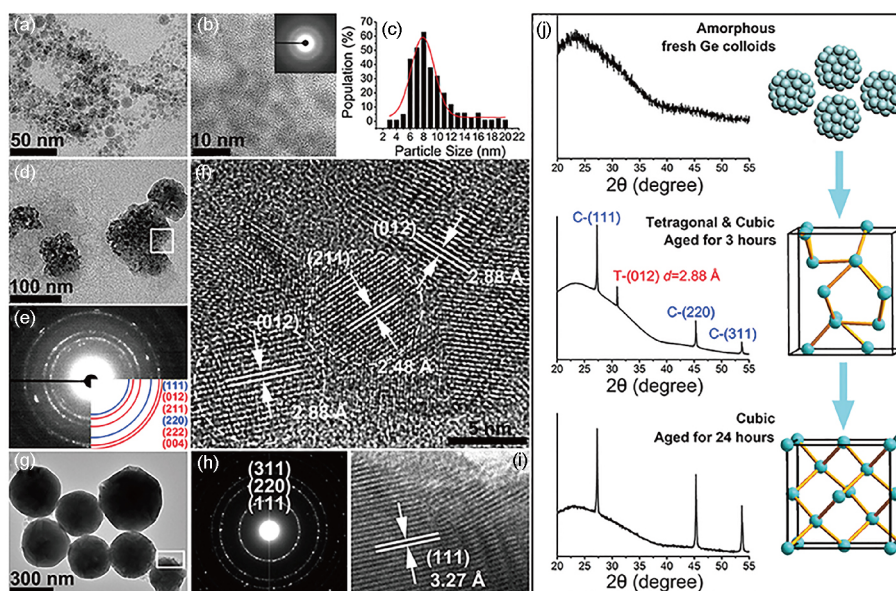 (a)
50 nm
(b)
10 nm
(c)
Population (%)
70
60
50
40
30
20
10
0
2 4 6 8 10 12 14 16 18 20 22
Particle Size (nm)
(d)
100 nm
(e)
(111)
(012)
(211)
(220)
(222)
(004)
(f)
(012)
(211)
2.88 Å
(012)
2.48 Å
2.88 Å
5 nm
(g)
300 nm
(h)
(311)
(220)
(111)
(i)
(111)
3.27 Å
(j)
Amorphous
fresh Ge colloids
20 25 30 35 40 45 50 55
2θ (degree)
C-(111)
Tetragonal & Cubic
Aged for 3 hours
T-(012) d=2.88 Å
C-(220)
C-(311)
20 25 30 35 40 45 50 55
2θ (degree)
Cubic
Aged for 24 hours
20 25 30 35 40 45 50 55
2θ (degree)